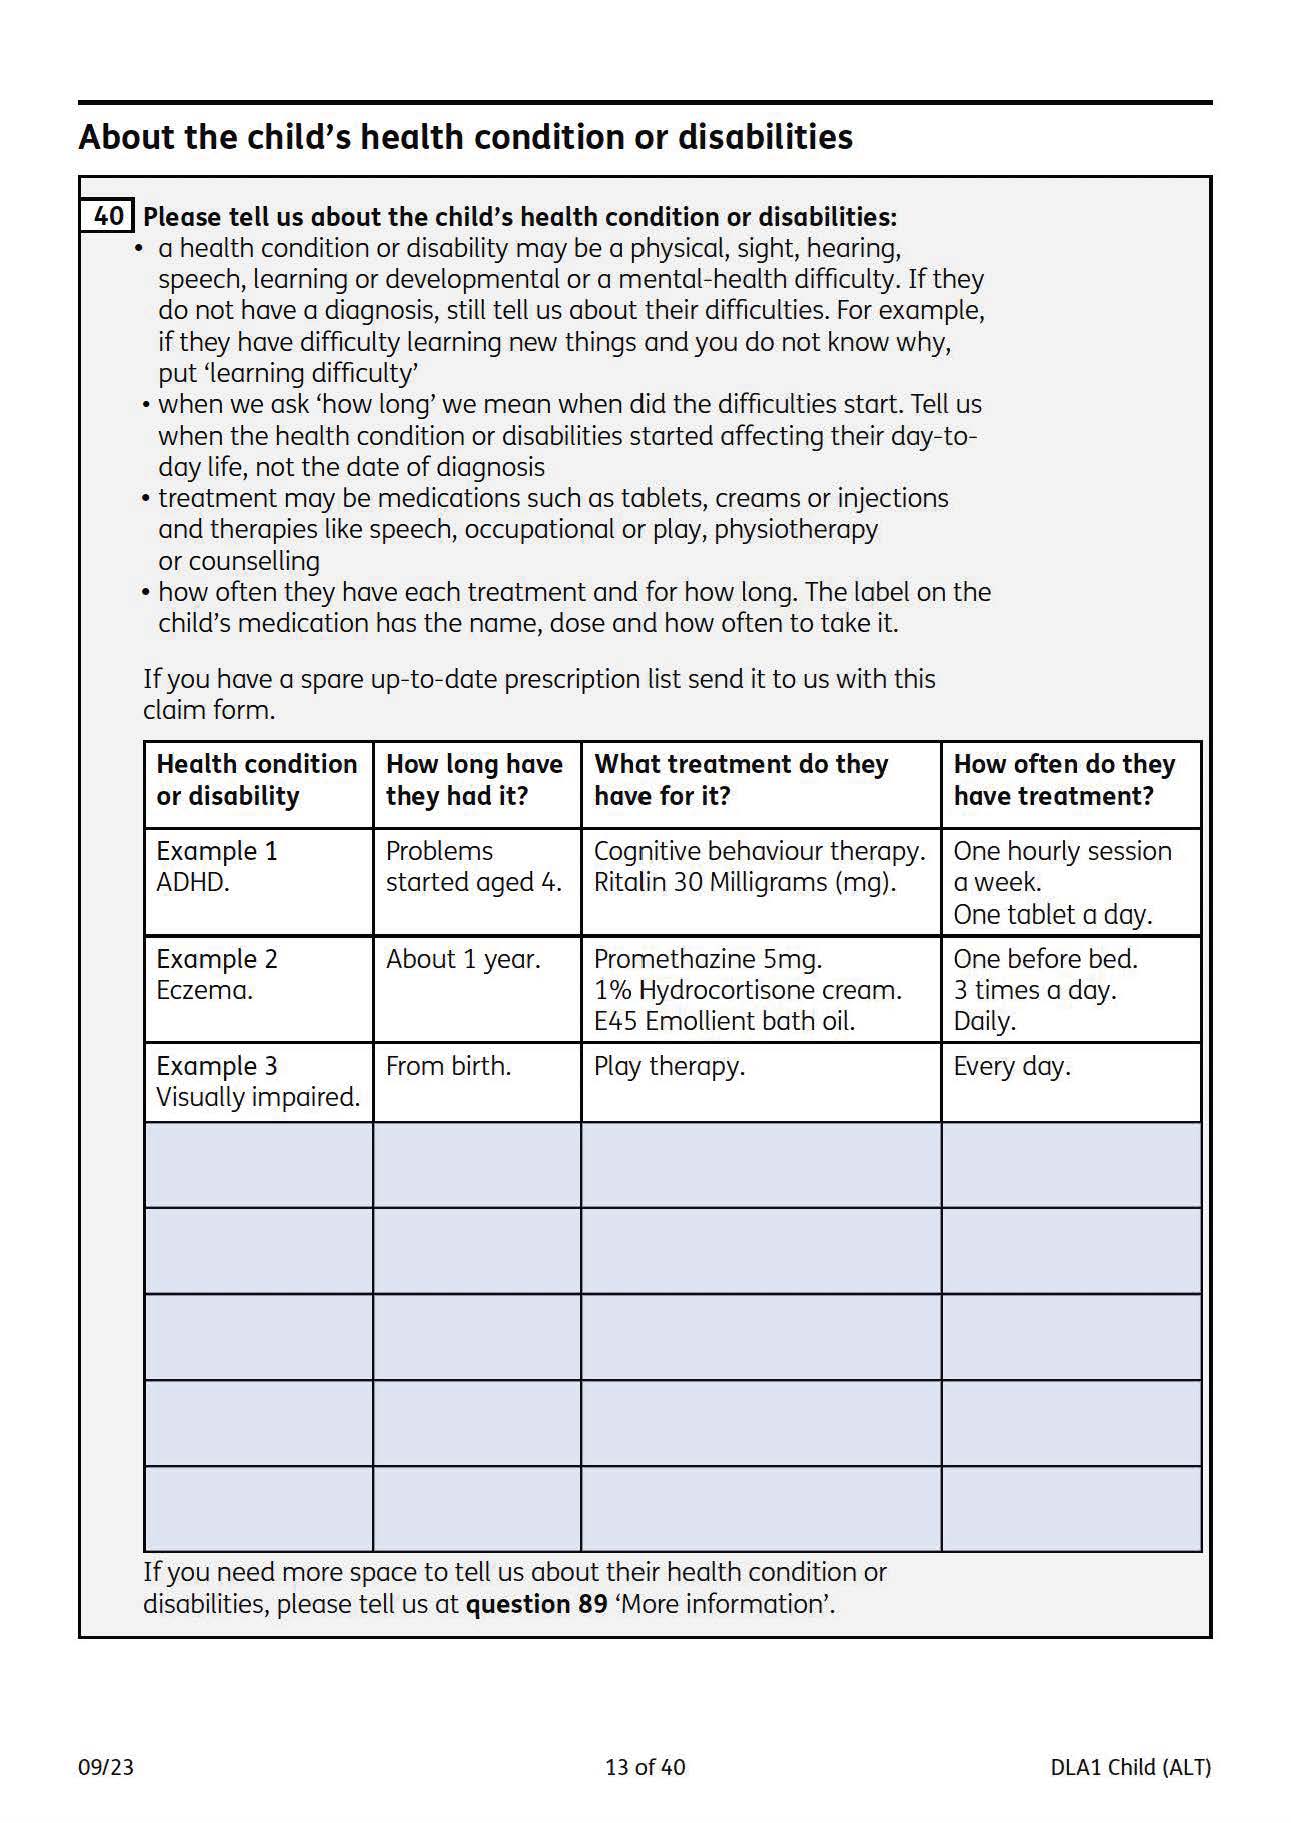 About the child’s health condition or disabilities
40 Please tell us about the child’s health condition or disabilities:
• a health condition or disability may be a physical, sight, hearing,
speech, learning or developmental or a mental-health difficulty. If they
do not have a diagnosis, still tell us about their difficulties. For example,
if they have difficulty learning new things and you do not know why,
put ‘learning difficulty’
• when we ask ‘how long’ we mean when did the difficulties start. Tell us
when the health condition or disabilities started affecting their day-to-
day life, not the date of diagnosis
• treatment may be medications such as tablets, creams or injections
and therapies like speech, occupational or play, physiotherapy
or counselling
• how often they have each treatment and for how long. The label on the
child’s medication has the name, dose and how often to take it.
If you have a spare up-to-date prescription list send it to us with this
claim form.
Health condition
or disability
How long have
they had it?
What treatment do they
have for it?
How often do they
have treatment?
Example 1
ADHD.
Problems
started aged 4.
Cognitive behaviour therapy.
Ritalin 30 Milligrams (mg).
One hourly session
a week.
One tablet a day.
Example 2
Eczema.
About 1 year.
Promethazine 5mg.
1% Hydrocortisone cream.
E45 Emollient bath oil.
One before bed.
3 times a day.
Daily.
Example 3
Visually impaired.
From birth.
Play therapy.
Every day.
If you need more space to tell us about their health condition or
disabilities, please tell us at question 89 ‘More information’.
09/23
13 of 40
DLA1 Child (ALT)